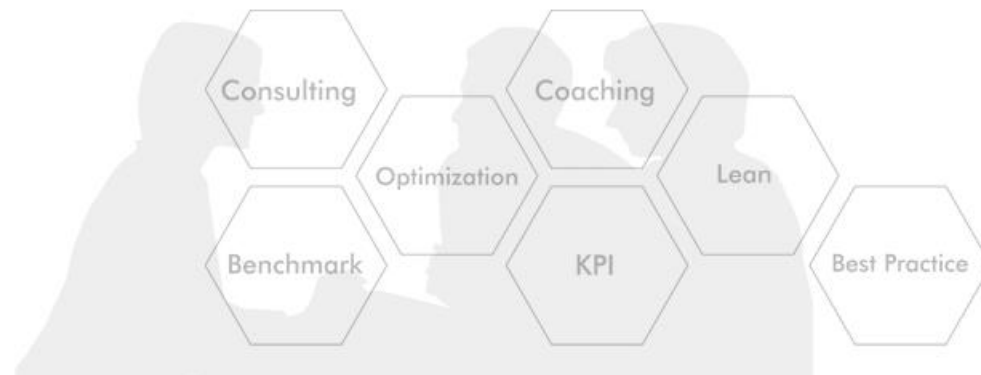 Consulting
Coaching
Optimization
Lean
Benchmark
KPI
Best Practice